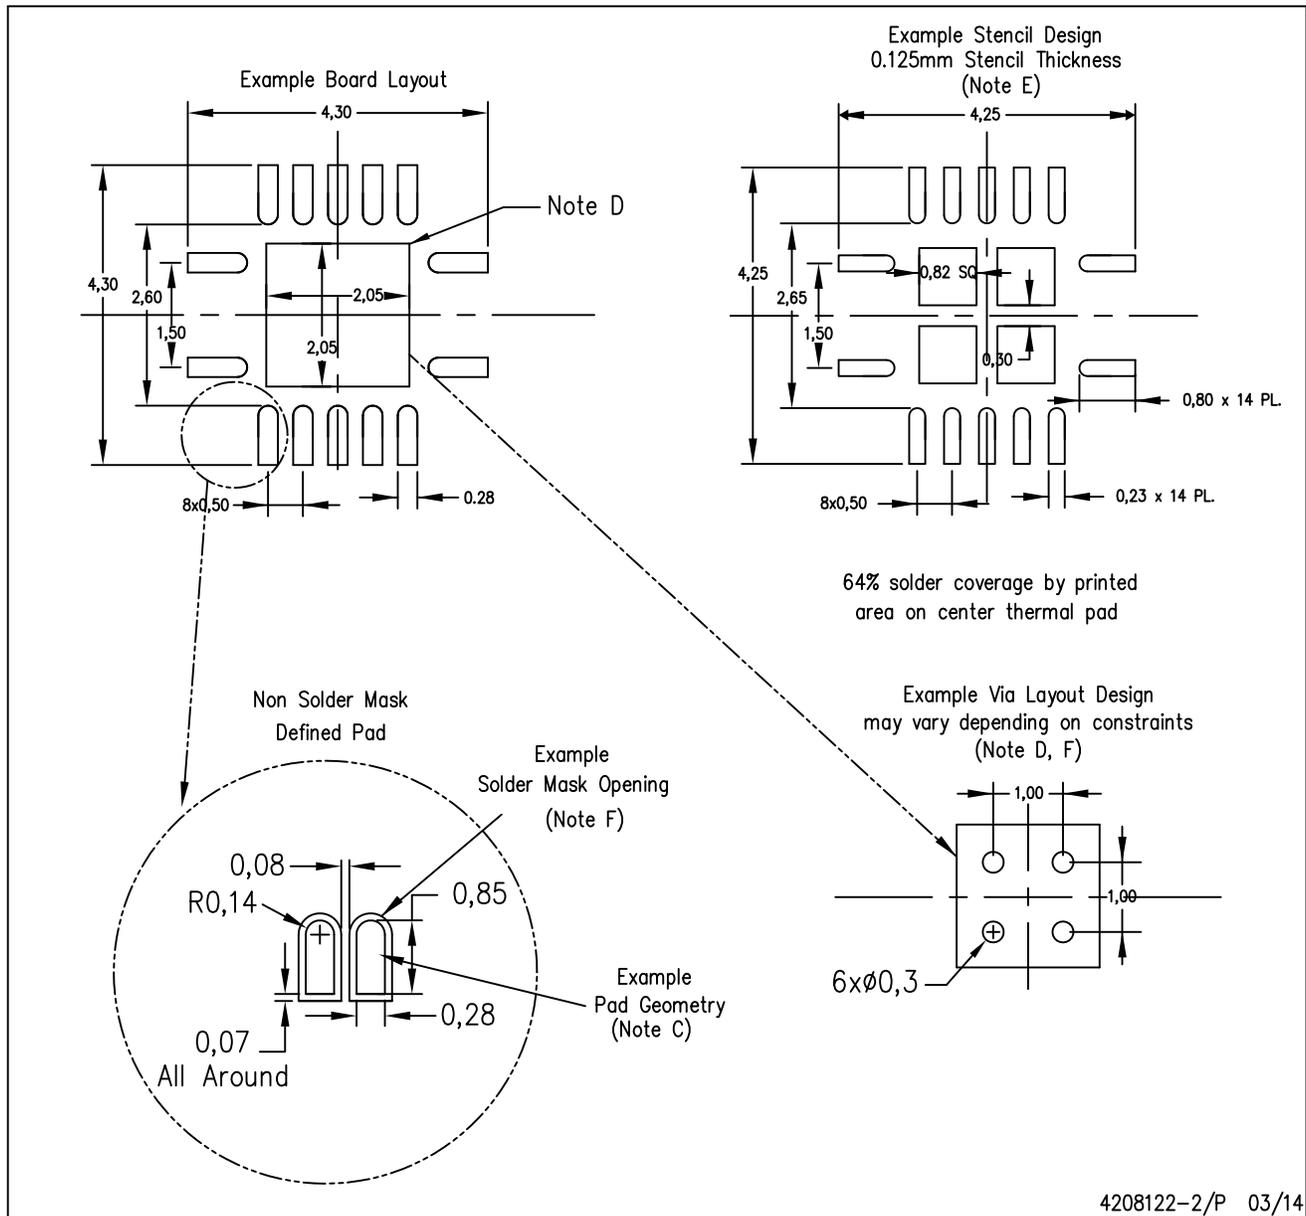 Example Board Layout
4,30
4,30
2,60
1,50
2,05
2,05
Note D
8x0,50
0.28
Example Stencil Design
0.125mm Stencil Thickness
(Note E)
4,25
4,25
2,65
1,50
0,82 SQ
0,30
0,80 x 14 PL.
8x0,50
0,23 x 14 PL.
64% solder coverage by printed
area on center thermal pad
Non Solder Mask
Defined Pad
Example
Solder Mask Opening
(Note F)
0,08
R0,14
0,85
Example
Pad Geometry
(Note C)
0,28
0,07
All Around
Example Via Layout Design
may vary depending on constraints
(Note D, F)
1,00
1,00
6xø0,3
4208122-2/P 03/14